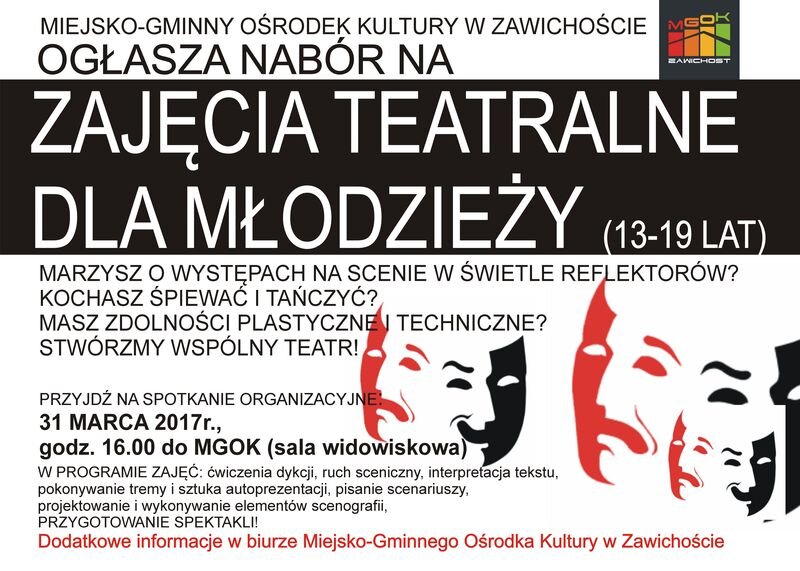 MIEJSKO-GMINNY OŚRODEK KULTURY W ZAWICHOŚCIE
OGŁASZA NABÓR NA
MGOK
ZAWICHOST
ZAJĘCIA TEATRALNE
DLA MŁODZIEŻY (13-19 LAT)
MARZYSZ O WYSTĘPACH NA SCENIE W ŚWIETLE REFLEKTORÓW?
KOCHASZ ŚPIEWAĆ I TAŃCZYĆ?
MASZ ZDOLNOŚCI PLASTYCZNE I TECHNICZNE?
STWÓRZMY WSPÓLNY TEATR!
PRZYJDŹ NA SPOTKANIE ORGANIZACYJNE:
31 MARCA 2017r.,
godz. 16.00 do MGOK (sala widowiskowa)
W PROGRAMIE ZAJĘĆ: ćwiczenia dykcji, ruch sceniczny, interpretacja tekstu,
pokonywanie tremy i sztuka autoprezentacji, pisanie scenariuszy,
projektowanie i wykonywanie elementów scenografii,
PRZYGOTOWANIE SPEKTAKLI!
Dodatkowe informacje w biurze Miejsko-Gminnego Ośrodka Kultury w Zawichoście